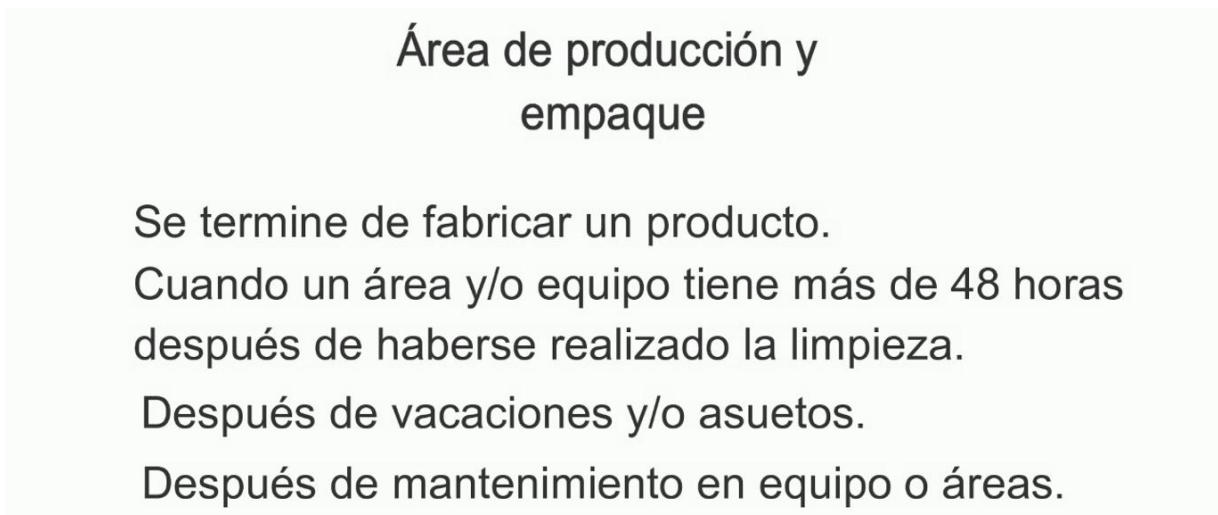 Área de producción y
empaque
Se termine de fabricar un producto.
Cuando un área y/o equipo tiene más de 48 horas
después de haberse realizado la limpieza.
Después de vacaciones y/o asuetos.
Después de mantenimiento en equipo o áreas.